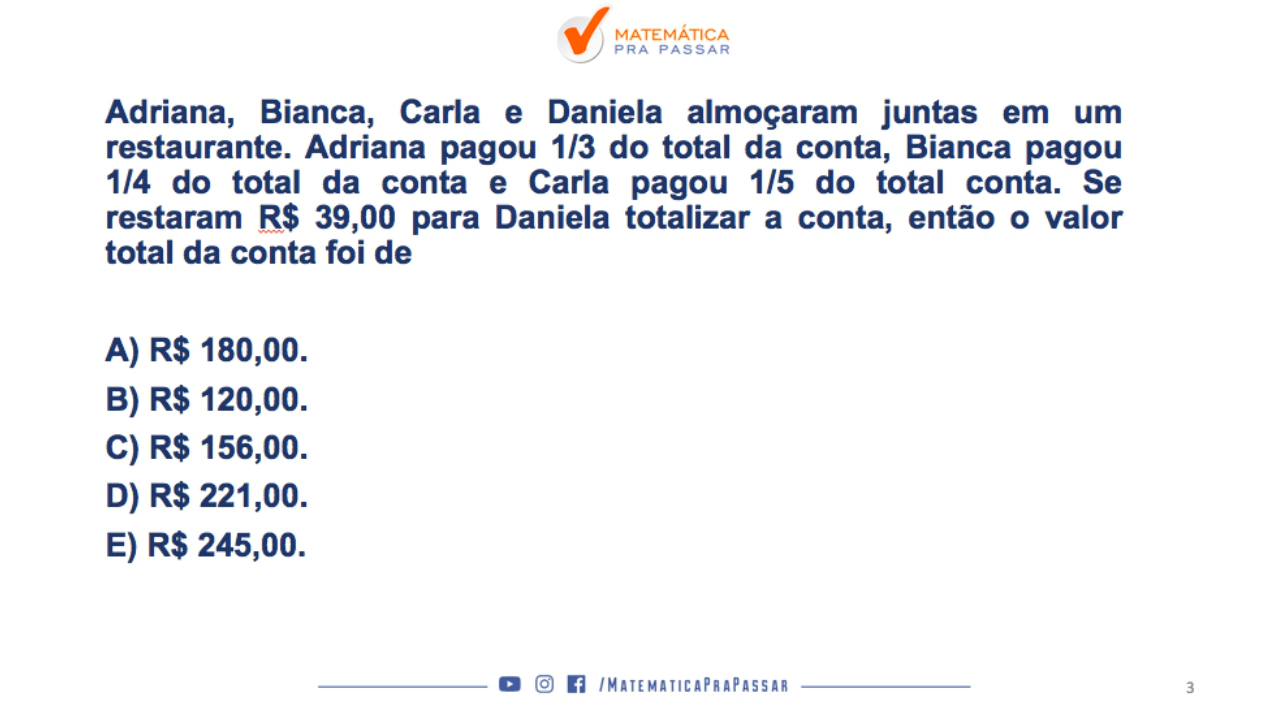 MATEMÁTICA
PRA PASSAR
Adriana, Bianca, Carla e Daniela almoçaram juntas em um
restaurante. Adriana pagou 1/3 do total da conta, Bianca pagou
1/4 do total da conta e Carla pagou 1/5 do total conta. Se
restaram R$ 39,00 para Daniela totalizar a conta, então o valor
total da conta foi de
A) R$ 180,00.
B) R$ 120,00.
C) R$ 156,00.
D) R$ 221,00.
E) R$ 245,00.
/MATEMATICAPRAPASSAR
3